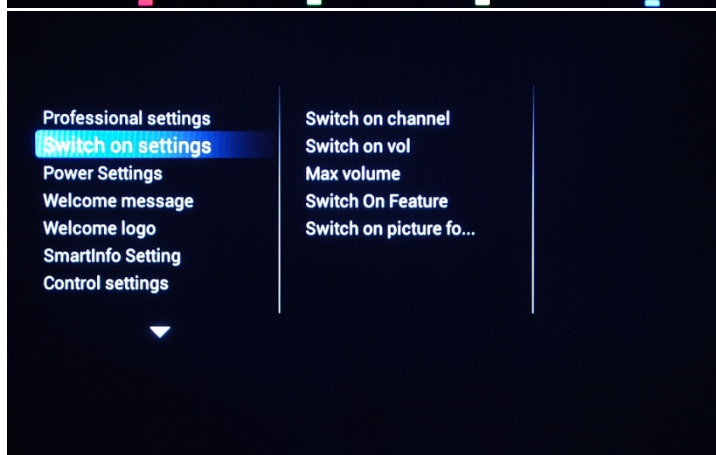 Professional settings
Switch on settings
Power Settings
Welcome message
Welcome logo
SmartInfo Setting
Control settings
Switch on channel
Switch on vol
Max volume
Switch On Feature
Switch on picture fo...